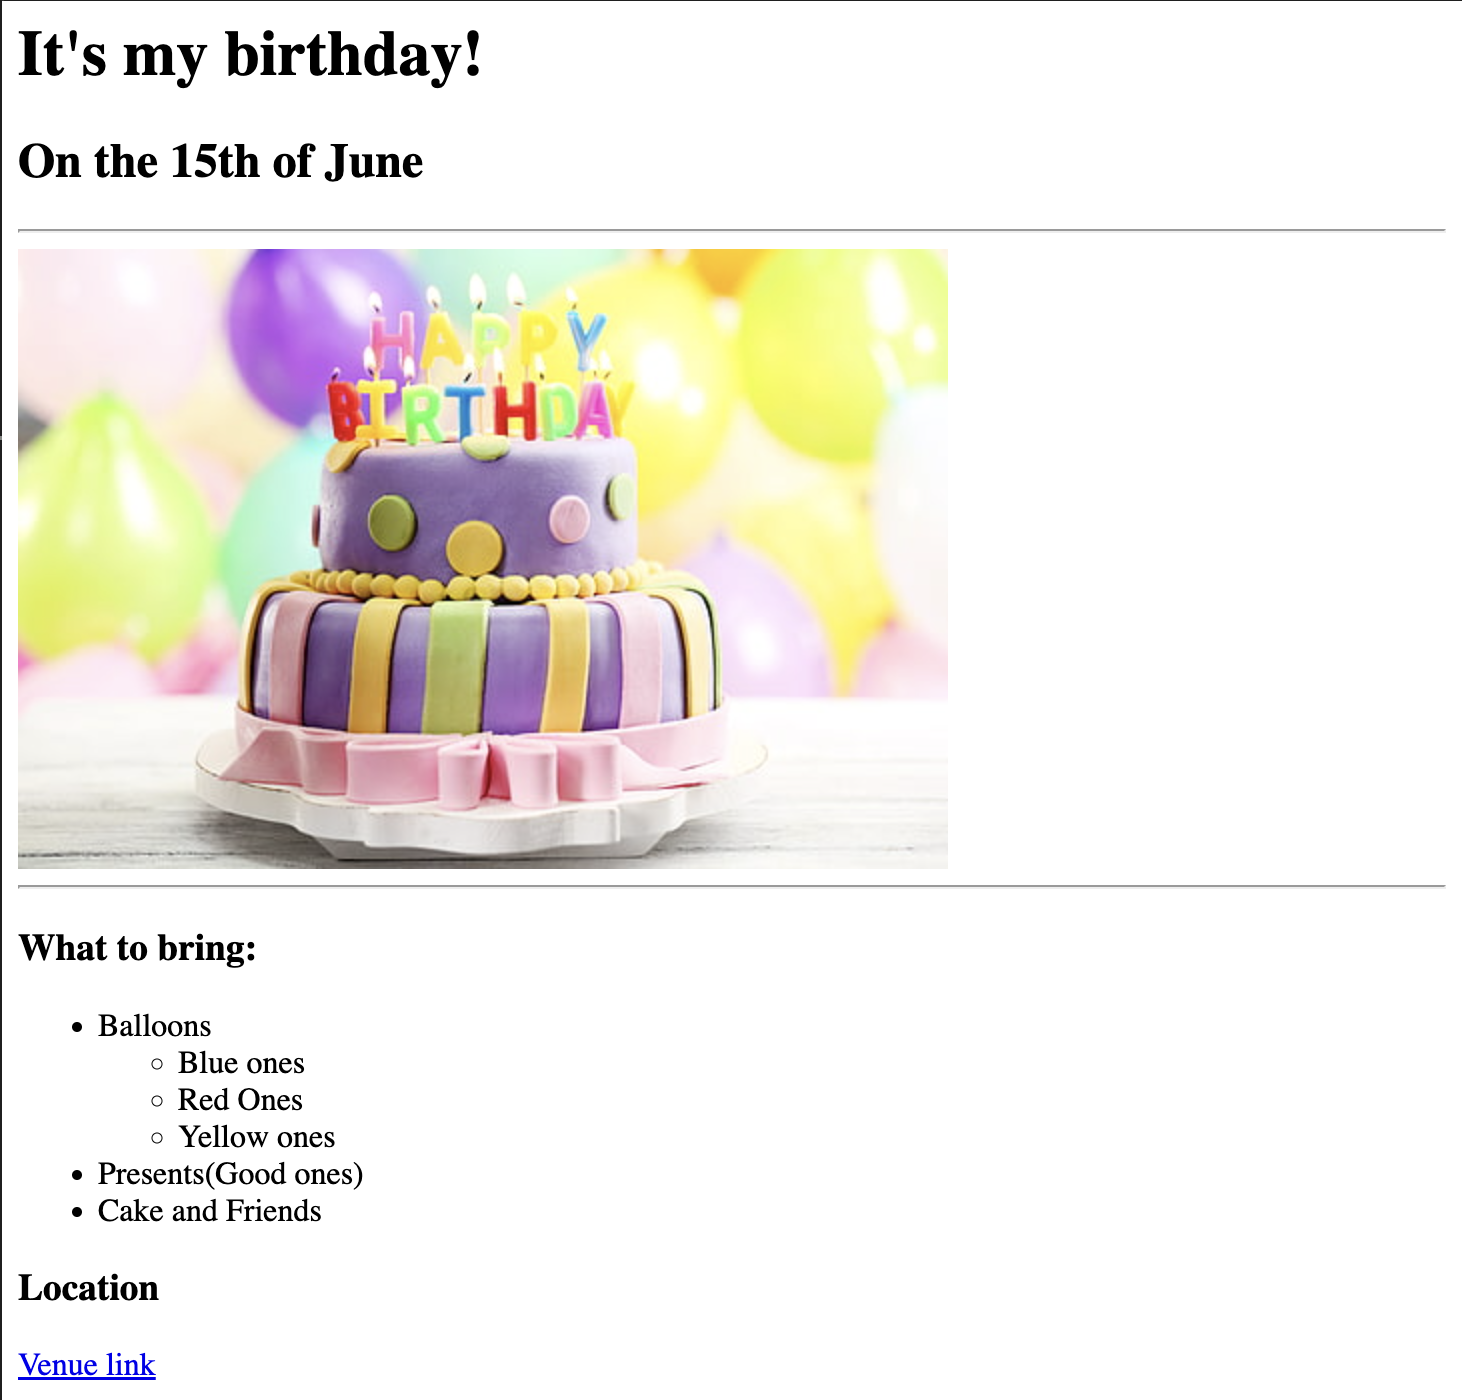 It's my birthday!
On the 15th of June
HAPPY
BIRTHDAY
What to bring:
Balloons
Blue ones
Red Ones
Yellow ones
Presents(Good ones)
Cake and Friends
Location
Venue link